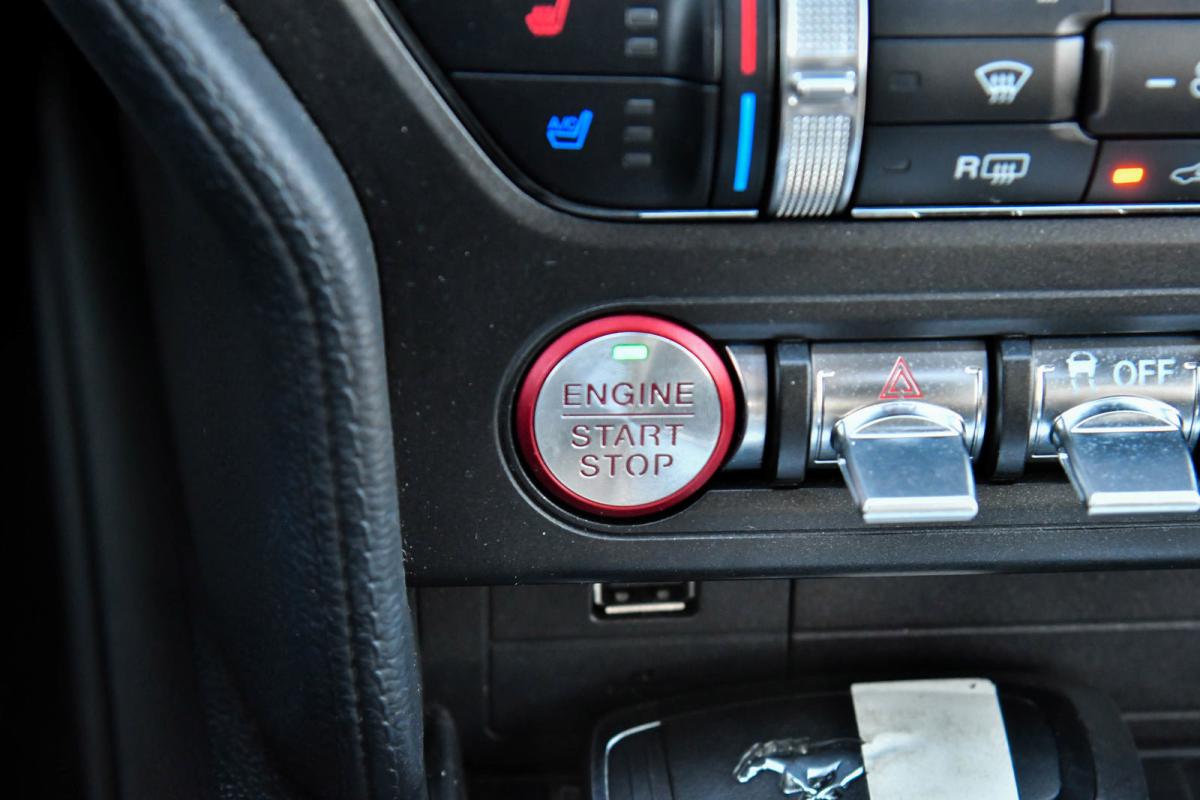 A/C
R
ENGINE
START
STOP
OFF